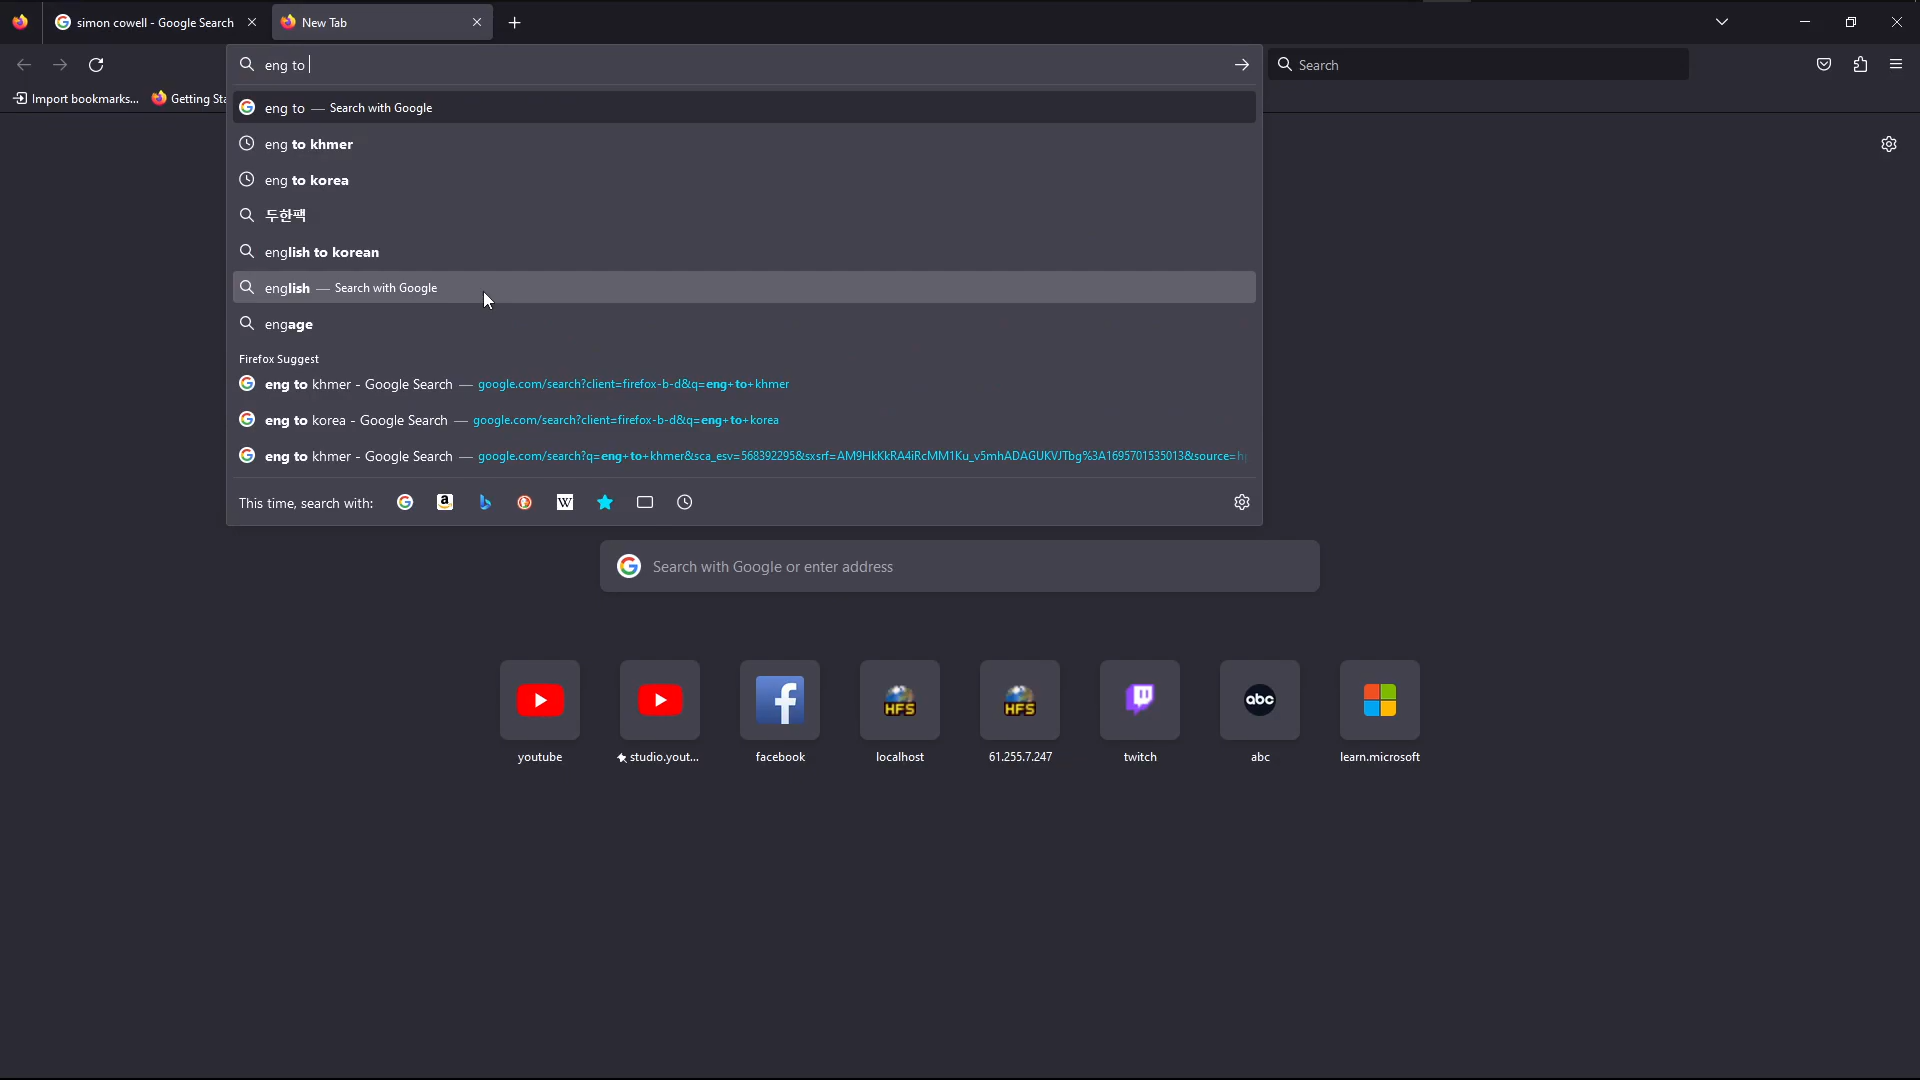 simon cowell - Google Search
New Tab
eng to
Search
Import bookmarks...
Getting Sta
eng to — Search with Google
eng to khmer
eng to korea
두한팩
english to korean
english — Search with Google
engage
Firefox Suggest
eng to khmer - Google Search — google.com/search?client=firefox-b-d&q=eng+to+khmer
eng to korea - Google Search — google.com/search?client=firefox-b-d&q=eng+to+korea
eng to khmer - Google Search — google.com/search?q=eng+to+khmer&sca_esv=568392295&sxsrf=AM9HkKkRA4iRcMM1Ku_v5mhADAGUKVJTbg%3A1695701535013&source=h
This time, search with:
Search with Google or enter address
HFS
HFS
abc
youtube
studio.yout...
facebook
localhost
61.255.7.247
twitch
abc
learn.microsoft